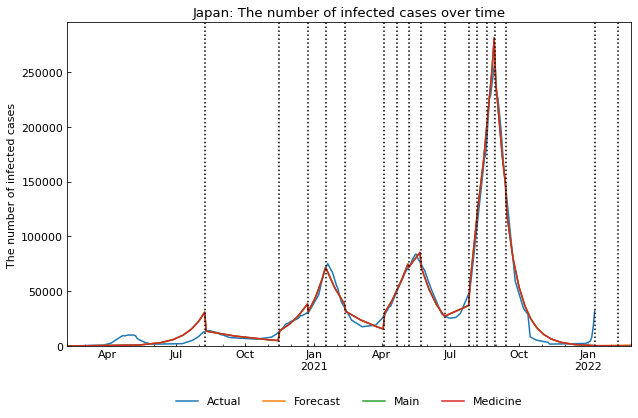 Japan: The number of infected cases over time
The number of infected cases
250000
200000
150000
100000
50000
0
Apr Jul Oct Jan Apr Jul Oct Jan
2021 2022
Actual Forecast Main Medicine